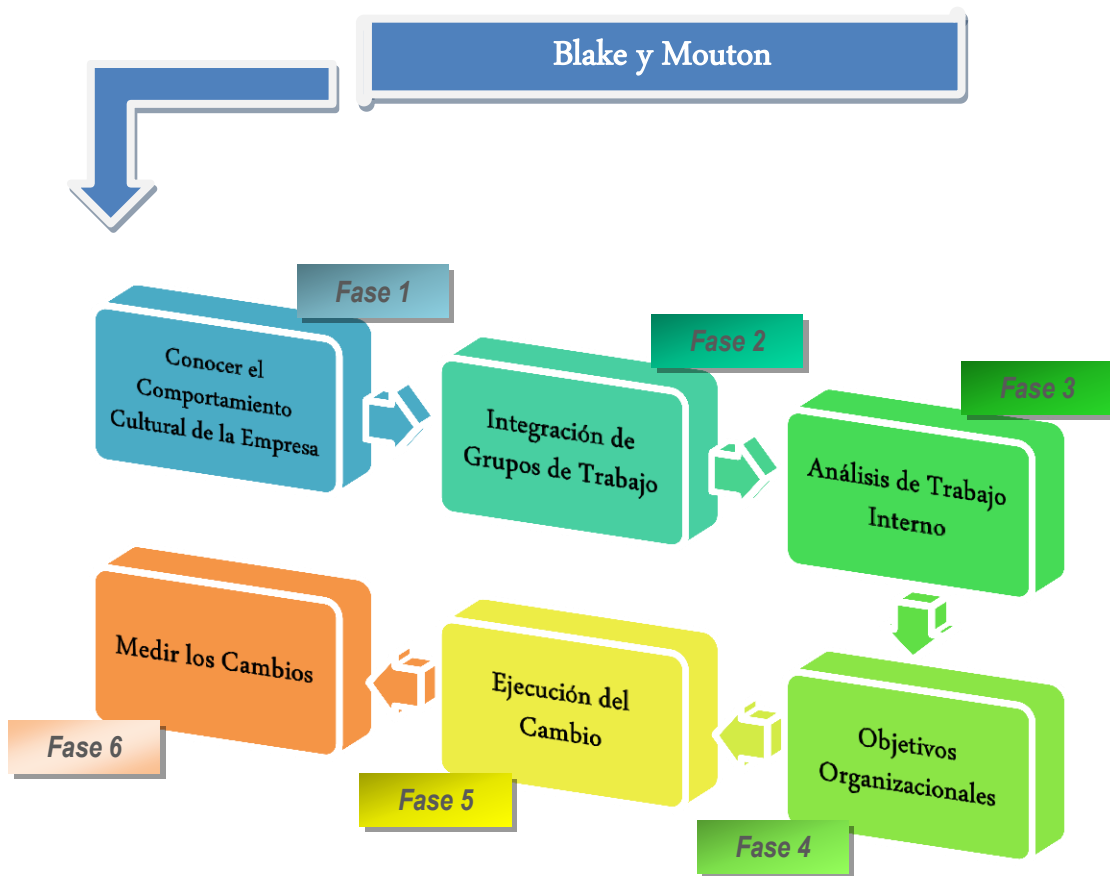 Blake y Mouton
Fase 1
Conocer el
Comportamiento
Cultural de la Empresa
Fase 2
Integración de
Grupos de Trabajo
Fase 3
Análisis de Trabajo
Interno
Objetivos
Organizacionales
Fase 4
Ejecución del
Cambio
Fase 5
Medir los Cambios
Fase 6